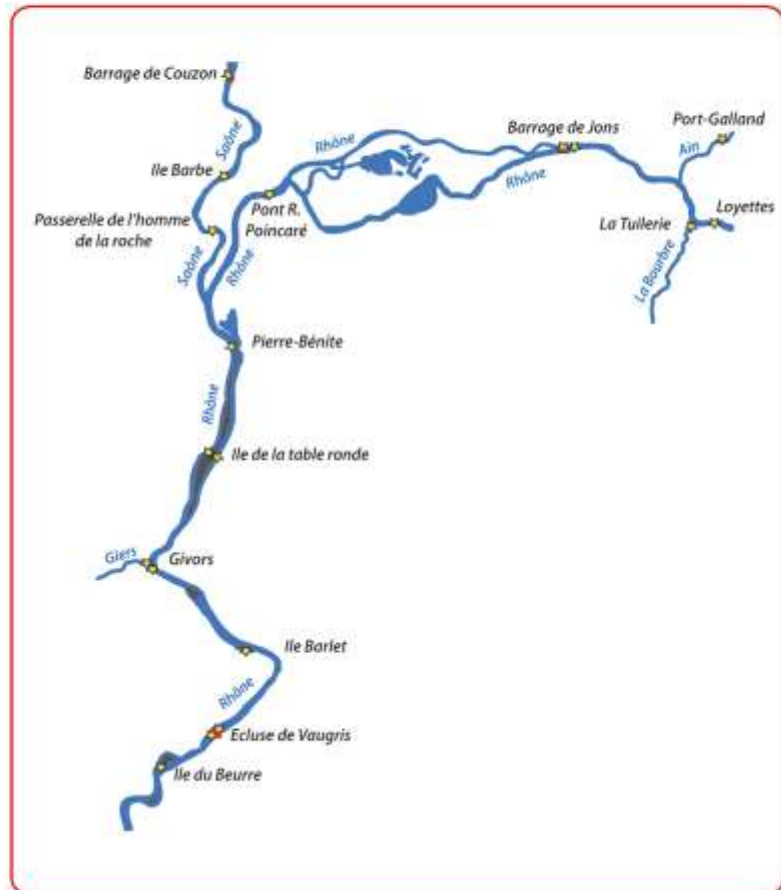 Barrage de Couzon
Saône
Ile Barbe
Passerelle de l'homme
de la roche
Saône
Rhône
Pont R.
Poincaré
Rhône
Barrage de Jons
Rhône
Port-Galland
Ain
La Tuilerie
Loyettes
La Bourbre
Pierre-Bénite
Rhône
Ile de la table ronde
Giers
Givors
Ile Barlet
Rhône
Ecluse de Vaugris
Ile du Beurre